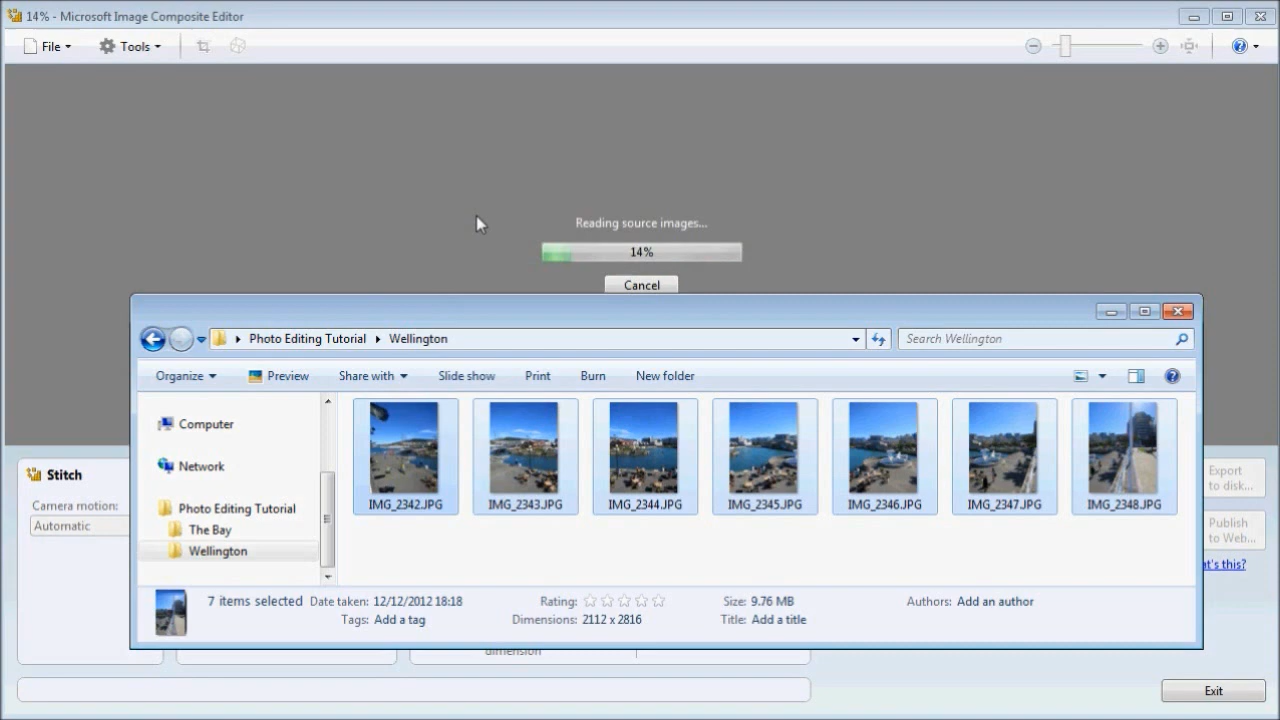 14% - Microsoft Image Composite Editor
File
Tools
Reading source images...
14%
Cancel
Photo Editing Tutorial
Wellington
Search Wellington
Organize
Preview
Share with
Slide show
Print
Burn
New folder
Computer
Network
Photo Editing Tutorial
The Bay
Wellington
IMG_2342.JPG
IMG_2343.JPG
IMG_2344.JPG
IMG_2345.JPG
IMG_2346.JPG
IMG_2347.JPG
IMG_2348.JPG
7 items selected
Date taken: 12/12/2012 18:18
Rating:
Size: 9.76 MB
Authors: Add an author
Tags: Add a tag
Dimensions: 2112 x 2816
Title: Add a title
Stitch
Camera motion:
Automatic
Export
to disk...
Publish
to Web...
at's this?
dimension
Exit